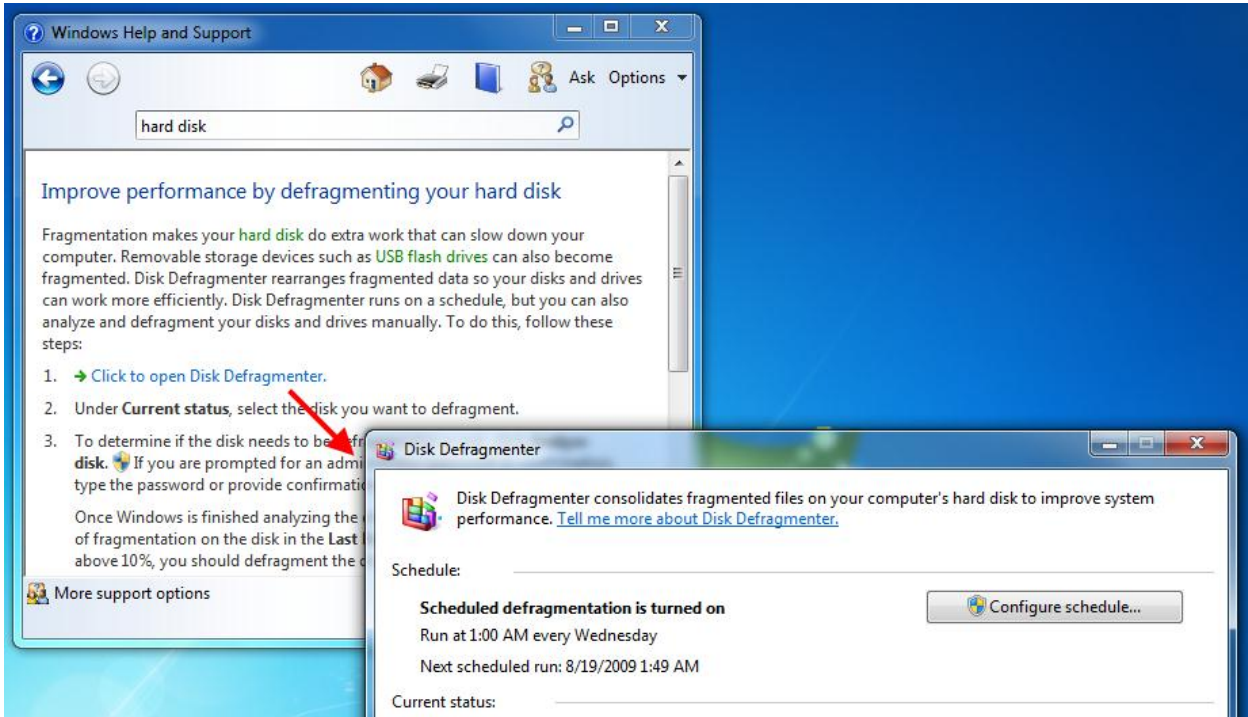 Windows Help and Support
Ask Options
hard disk
Improve performance by defragmenting your hard disk
Fragmentation makes your hard disk do extra work that can slow down your
computer. Removable storage devices such as USB flash drives can also become
fragmented. Disk Defragmenter rearranges fragmented data so your disks and drives
can work more efficiently. Disk Defragmenter runs on a schedule, but you can also
analyze and defragment your disks and drives manually. To do this, follow these
steps:
1. Click to open Disk Defragmenter.
2. Under Current status, select the disk you want to defragment.
3. To determine if the disk needs to be
disk. If you are prompted for an
type the password or provide
Once Windows is finished analyzing the
of fragmentation on the disk in the Last
above 10%, you should defragment the
More support options
Disk Defragmenter
Disk Defragmenter consolidates fragmented files on your computer's hard disk to improve system
performance. Tell me more about Disk Defragmenter.
Schedule:
Scheduled defragmentation is turned on
Configure schedule...
Run at 1:00 AM every Wednesday
Next scheduled run: 8/19/2009 1:49 AM
Current status: